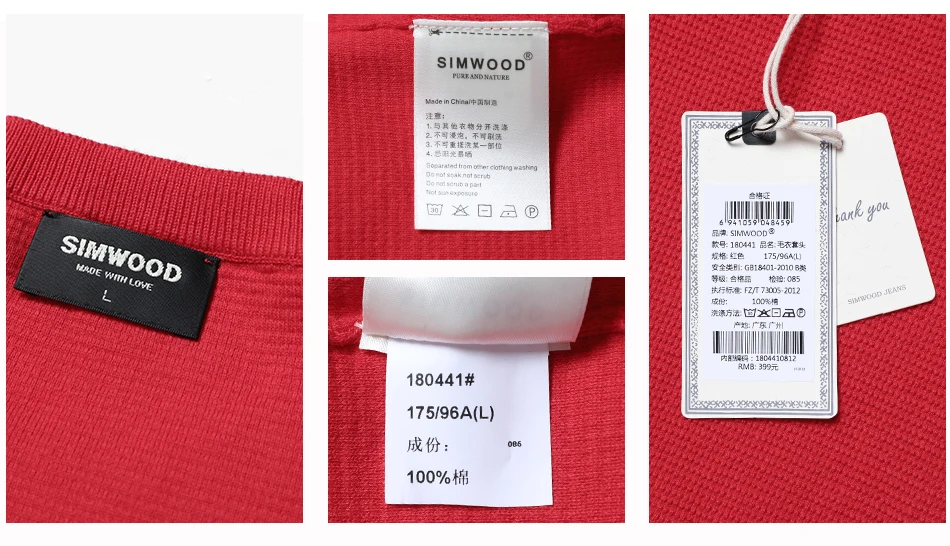 SIMWOOD
MADE WITH LOVE
L
SIMWOOD®
PURE AND NATURE
Made in China/中国制造
注意:
1.与其他衣物分开洗涤
2.不可浸泡,不可刷洗
3.不可重搓洗某一部位
4.忌阳光暴晒
Separated from other clothing washing
Do not soak not scrub
Do not scrub a part
Not sun exposure
30
P
180441#
175/96A(L)
成份: 086
100%棉
合格证
6 941059 048459
品牌: SIMWOOD®
款号: 180441 品名: 毛衣套头
规格: 红色 175/96A(L)
安全类别: GB18401-2010 B类
等级: 合格品 检验: 085
执行标准: FZ/T 73005-2012
成份: 100%棉
洗涤方法:
产地: 广东 广州
内部编码: 1804410812
RMB: 399元
hank you
SIMWOOD JEANS